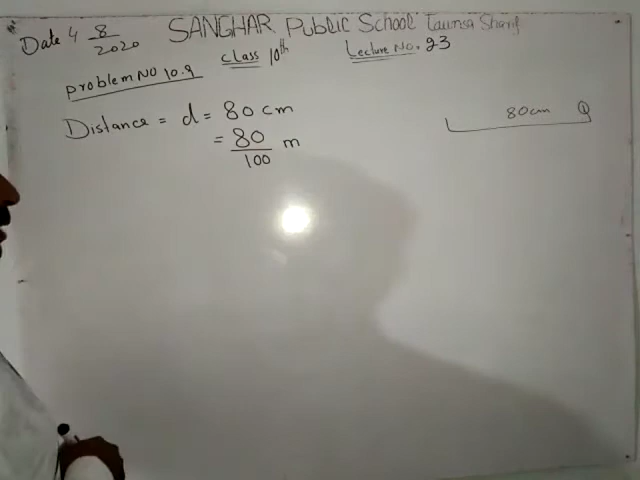 Date 4 8/2020 SANGHAR Public School Taunsa Sharif
Class 10th Lecture No. 23
problem No 10.9
Distance = d = 80 cm
= 80/100 m
80cm